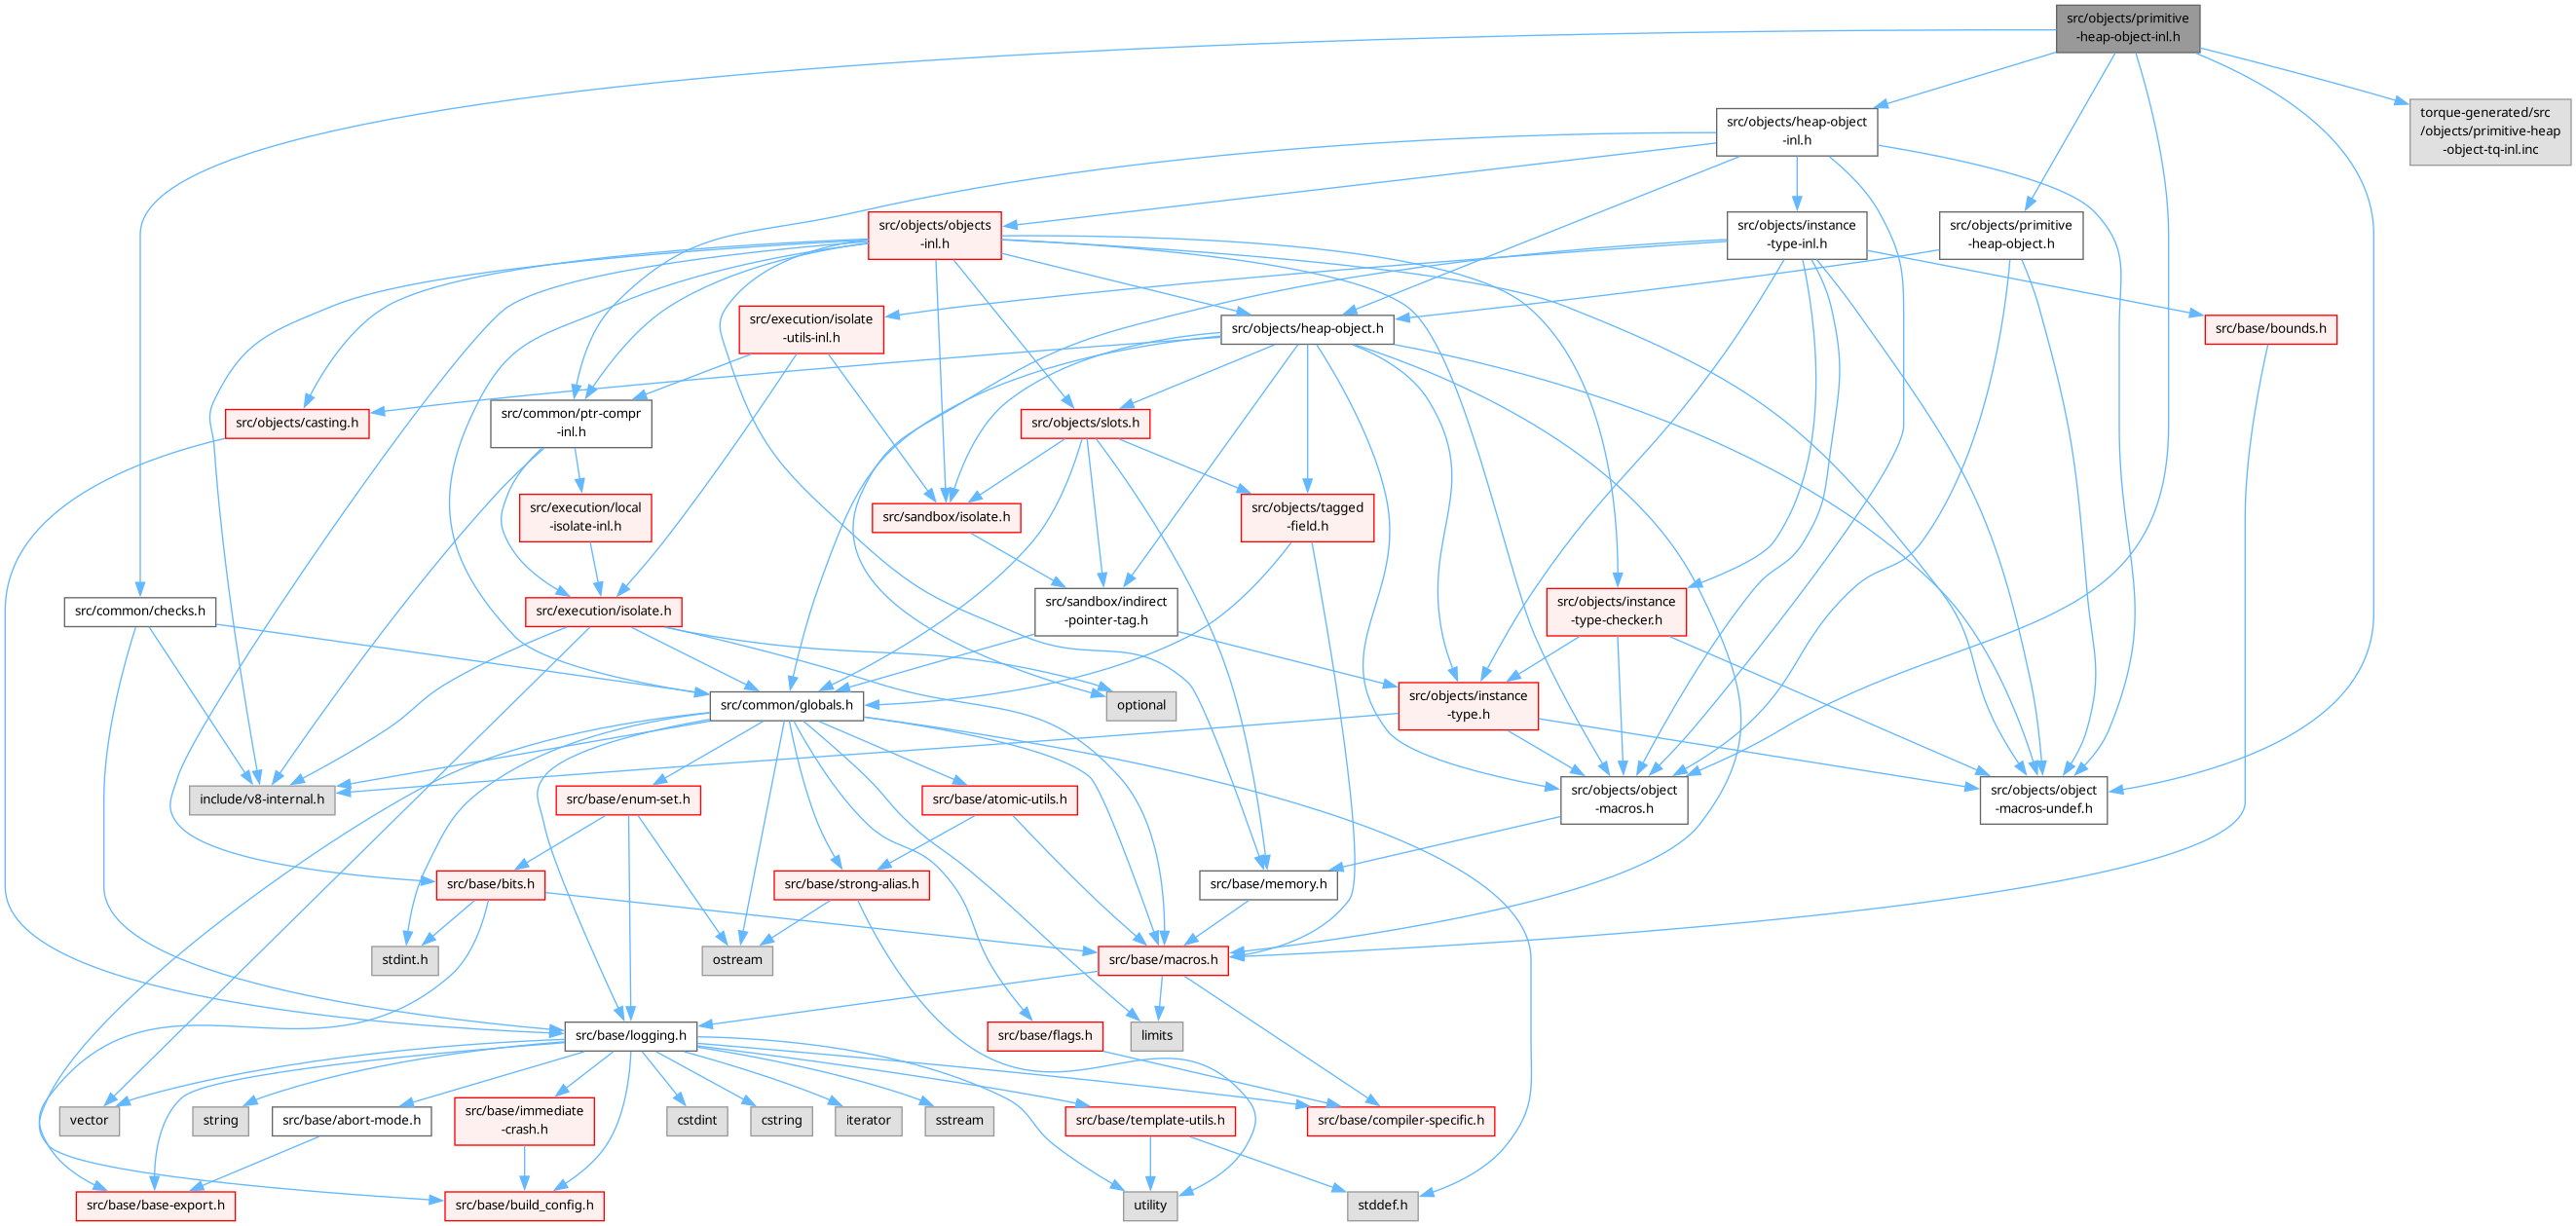 src/objects/primitive
-heap-object-inl.h
src/objects/heap-object
-inl.h
torque-generated/src
/objects/primitive-heap
-object-tq-inl.inc
src/objects/objects
-inl.h
src/objects/instance
-type-inl.h
src/objects/primitive
-heap-object.h
src/execution/isolate
-utils-inl.h
src/objects/heap-object.h
src/base/bounds.h
src/objects/casting.h
src/common/ptr-compr
-inl.h
src/objects/slots.h
src/execution/local
-isolate-inl.h
src/sandbox/isolate.h
src/objects/tagged
-field.h
src/common/checks.h
src/execution/isolate.h
src/sandbox/indirect
-pointer-tag.h
src/objects/instance
-type-checker.h
src/common/globals.h
optional
src/objects/instance
-type.h
include/v8-internal.h
src/base/enum-set.h
src/base/atomic-utils.h
src/objects/object
-macros.h
src/objects/object
-macros-undef.h
src/base/bits.h
src/base/strong-alias.h
src/base/memory.h
stdint.h
ostream
src/base/macros.h
src/base/logging.h
src/base/flags.h
limits
vector
string
src/base/abort-mode.h
src/base/immediate
-crash.h
cstdint
cstring
iterator
sstream
src/base/template-utils.h
src/base/compiler-specific.h
src/base/base-export.h
src/base/build_config.h
utility
stddef.h